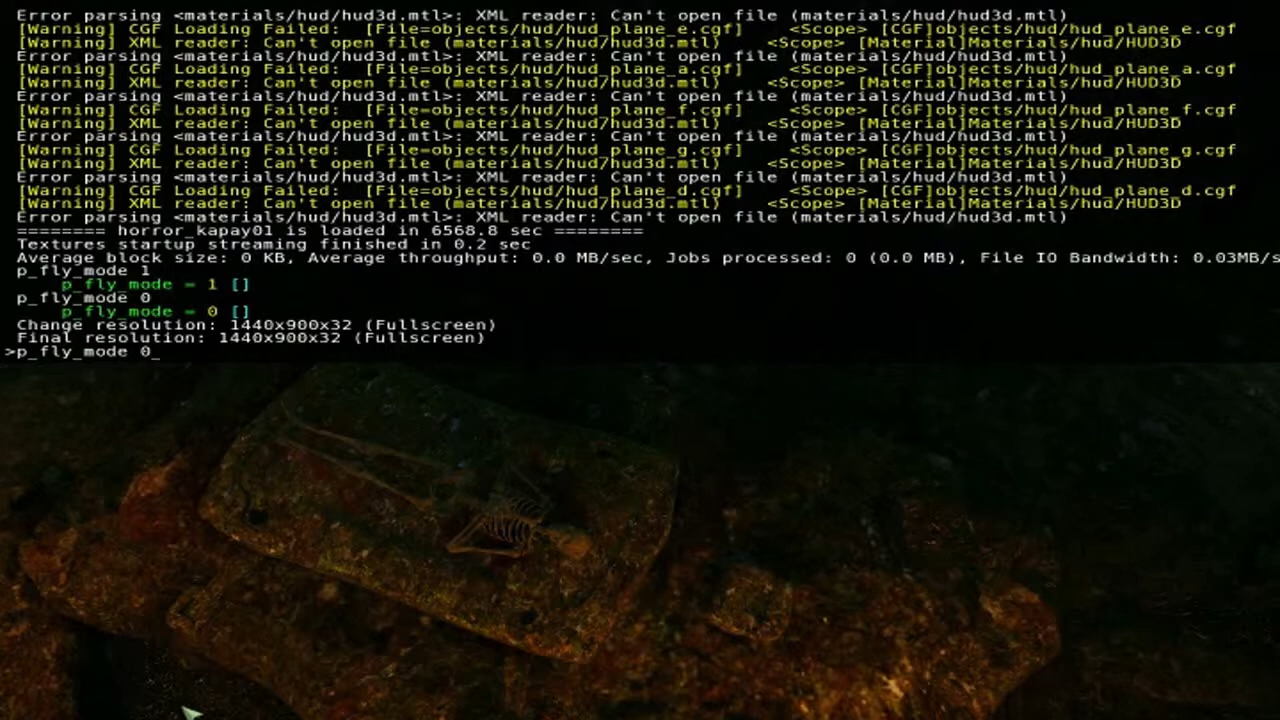 Error parsing <materials/hud/hud3d.mtl>: XML reader: Can't open file (materials/hud/hud3d.mtl)
[Warning] CGF Loading Failed: [File=objects/hud/hud_plane_e.cgf] <Scope> [CGF]objects/hud/hud_plane_e.cgf
[Warning] XML reader: Can't open file (materials/hud/hud3d.mtl) <Scope> [Material]Materials/hud/HUD3D
Error parsing <materials/hud/hud3d.mtl>: XML reader: Can't open file (materials/hud/hud3d.mtl)
[Warning] CGF Loading Failed: [File=objects/hud/hud_plane_a.cgf] <Scope> [CGF]objects/hud/hud_plane_a.cgf
[Warning] XML reader: Can't open file (materials/hud/hud3d.mtl) <Scope> [Material]Materials/hud/HUD3D
Error parsing <materials/hud/hud3d.mtl>: XML reader: Can't open file (materials/hud/hud3d.mtl)
[Warning] CGF Loading Failed: [File=objects/hud/hud_plane_f.cgf] <Scope> [CGF]objects/hud/hud_plane_f.cgf
[Warning] XML reader: Can't open file (materials/hud/hud3d.mtl) <Scope> [Material]Materials/hud/HUD3D
Error parsing <materials/hud/hud3d.mtl>: XML reader: Can't open file (materials/hud/hud3d.mtl)
[Warning] CGF Loading Failed: [File=objects/hud/hud_plane_g.cgf] <Scope> [CGF]objects/hud/hud_plane_g.cgf
[Warning] XML reader: Can't open file (materials/hud/hud3d.mtl) <Scope> [Material]Materials/hud/HUD3D
Error parsing <materials/hud/hud3d.mtl>: XML reader: Can't open file (materials/hud/hud3d.mtl)
[Warning] CGF Loading Failed: [File=objects/hud/hud_plane_d.cgf] <Scope> [CGF]objects/hud/hud_plane_d.cgf
[Warning] XML reader: Can't open file (materials/hud/hud3d.mtl) <Scope> [Material]Materials/hud/HUD3D
Error parsing <materials/hud/hud3d.mtl>: XML reader: Can't open file (materials/hud/hud3d.mtl)
======== horror_kapay01 is loaded in 6568.8 sec ========
Textures startup streaming finished in 0.2 sec
Average block size: 0 KB, Average throughput: 0.0 MB/sec, Jobs processed: 0 (0.0 MB), File IO Bandwidth: 0.03MB/s
p_fly_mode 1
p_fly_mode = 1 []
p_fly_mode 0
p_fly_mode = 0 []
Change resolution: 1440x900x32 (Fullscreen)
Final resolution: 1440x900x32 (Fullscreen)
>p_fly_mode 0_